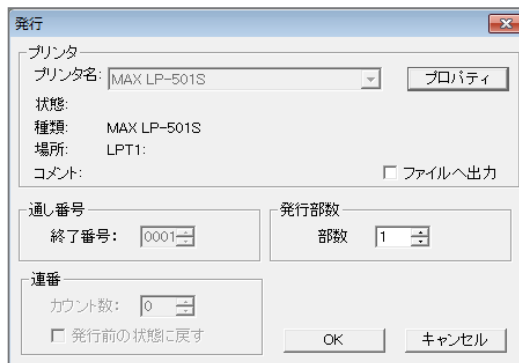 発行
プリンタ
プリンタ名: MAX LP-501S プロパティ
状態:
種類: MAX LP-501S
場所: LPT1:
コメント: ファイルへ出力
通し番号
終了番号: 0001
発行部数
部数 1
連番
カウント数: 0
発行前の状態に戻す
OK キャンセル